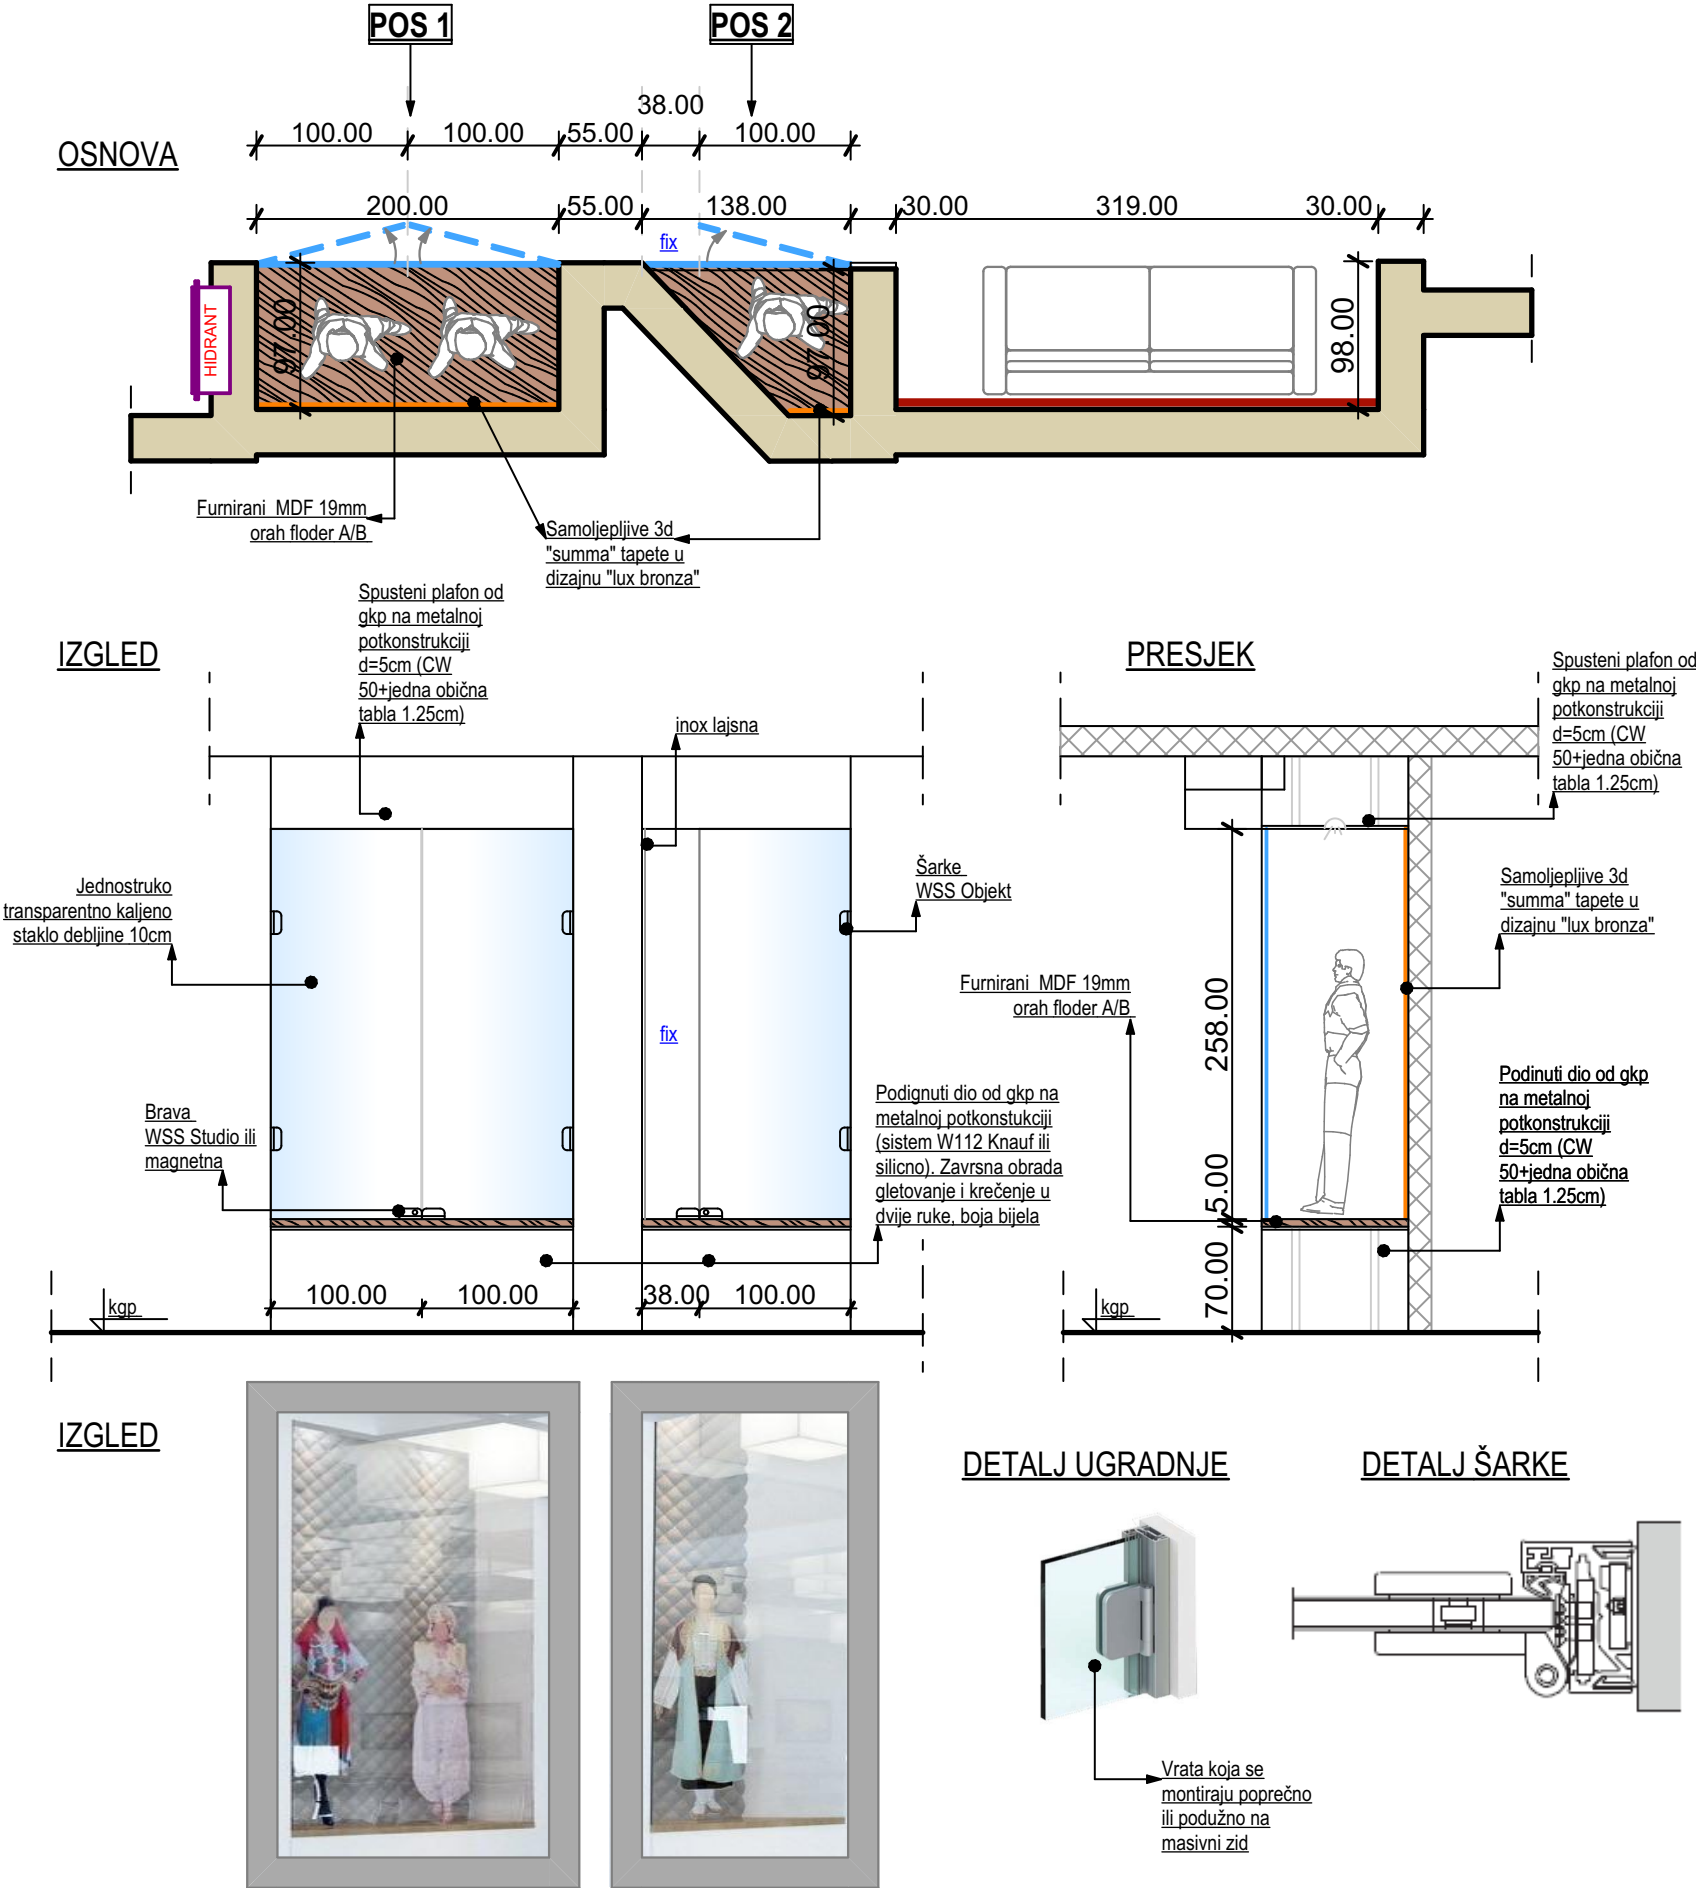 POS 1
POS 2
38.00
100.00 100.00 55.00 100.00
OSNOVA
200.00 55.00 138.00 30.00 319.00 30.00
fix
HIDRANT
97.00
97.00
98.00
Furnirani MDF 19mm
orah floder A/B
Samoljepljive 3d
"summa" tapete u
dizajnu "lux bronza"
IZGLED
Spusteni plafon od
gkp na metalnoj
potkonstrukciji
d=5cm (CW
50+jedna obična
tabla 1.25cm)
inox lajsna
Jednostruko
transparentno kaljeno
staklo debljine 10cm
Šarke
WSS Objekt
fix
Brava
WSS Studio ili
magnetna
Podignuti dio od gkp na
metalnoj potkonstukciji
(sistem W112 Knauf ili
silicno). Zavrsna obrada
gletovanje i krečenje u
dvije ruke, boja bijela
100.00 100.00 38.00 100.00
kgp
PRESJEK
Spusteni plafon od
gkp na metalnoj
potkonstrukciji
d=5cm (CW
50+jedna obična
tabla 1.25cm)
Samoljepljive 3d
"summa" tapete u
dizajnu "lux bronza"
Furnirani MDF 19mm
orah floder A/B
258.00
5.00
70.00
Podinuti dio od gkp
na metalnoj
potkonstrukciji
d=5cm (CW
50+jedna obična
tabla 1.25cm)
kgp
IZGLED
DETALJ UGRADNJE
DETALJ ŠARKE
Vrata koja se
montiraju poprečno
ili podužno na
masivni zid